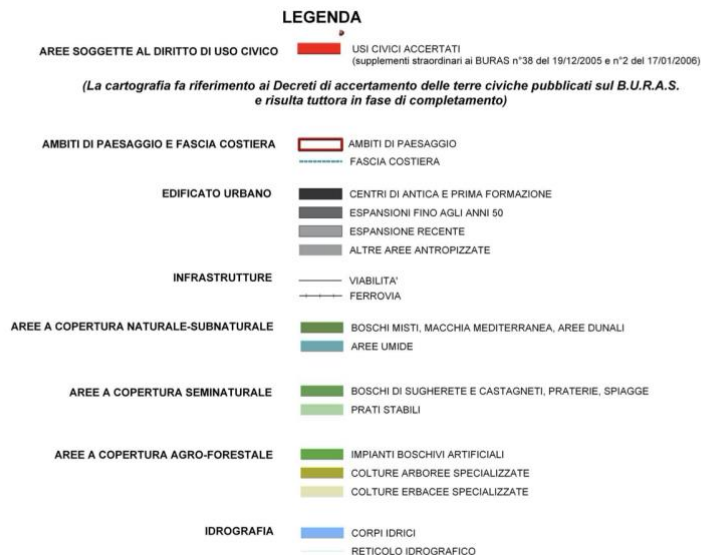 LEGENDA
AREE SOGGETTE AL DIRITTO DI USO CIVICO USI CIVICI ACCERTATI
(supplementi straordinari ai BURAS n°38 del 19/12/2005 e n°2 del 17/01/2006)
(La cartografia fa riferimento ai Decreti di accertamento delle terre civiche pubblicati sul B.U.R.A.S.
e risulta tuttora in fase di completamento)
AMBITI DI PAESAGGIO E FASCIA COSTIERA AMBITI DI PAESAGGIO
FASCIA COSTIERA
EDIFICATO URBANO CENTRI DI ANTICA E PRIMA FORMAZIONE
ESPANSIONI FINO AGLI ANNI 50
ESPANSIONE RECENTE
ALTRE AREE ANTROPIZZATE
INFRASTRUTTURE VIABILITA'
FERROVIA
AREE A COPERTURA NATURALE-SUBNATURALE BOSCHI MISTI, MACCHIA MEDITERRANEA, AREE DUNALI
AREE UMIDE
AREE A COPERTURA SEMINATURALE BOSCHI DI SUGHERETE E CASTAGNETI, PRATERIE, SPIAGGE
PRATI STABILI
AREE A COPERTURA AGRO-FORESTALE IMPIANTI BOSCHIVI ARTIFICIALI
COLTURE ARBOREE SPECIALIZZATE
COLTURE ERBACEE SPECIALIZZATE
IDROGRAFIA CORPI IDRICI
RETICOLO IDROGRAFICO